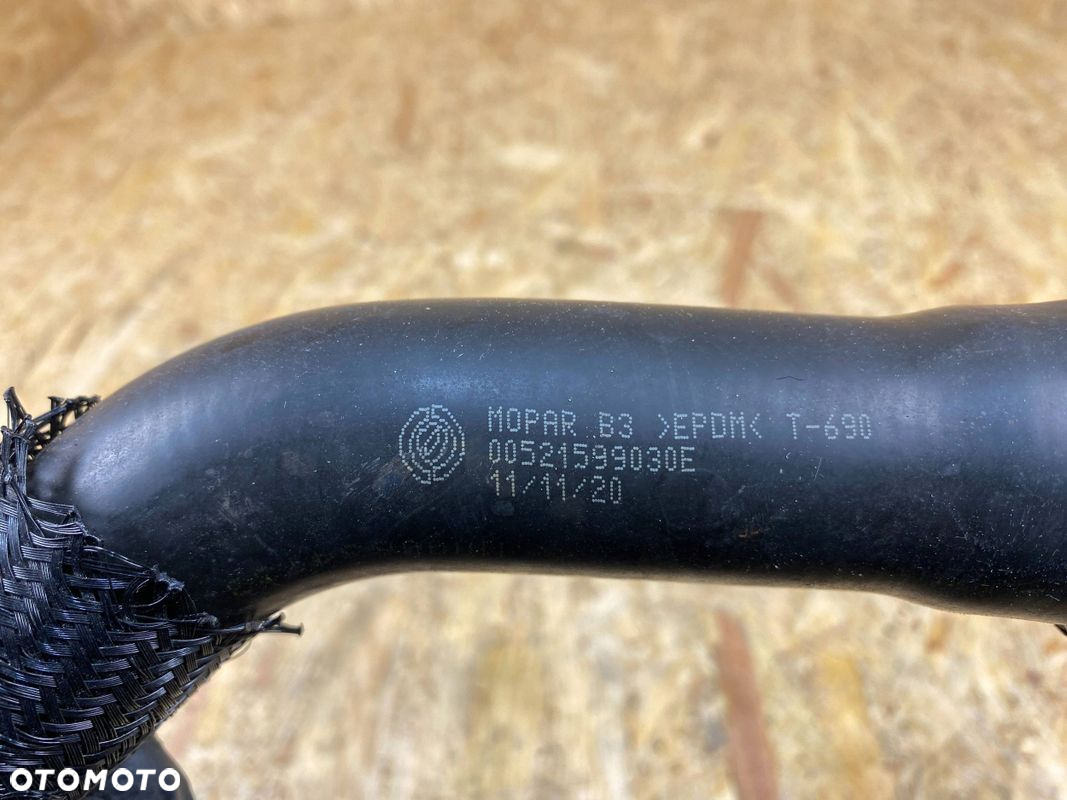 MOPAR B3 >EPDM< T-690
00521599030E
11/11/20
OTOMOTO